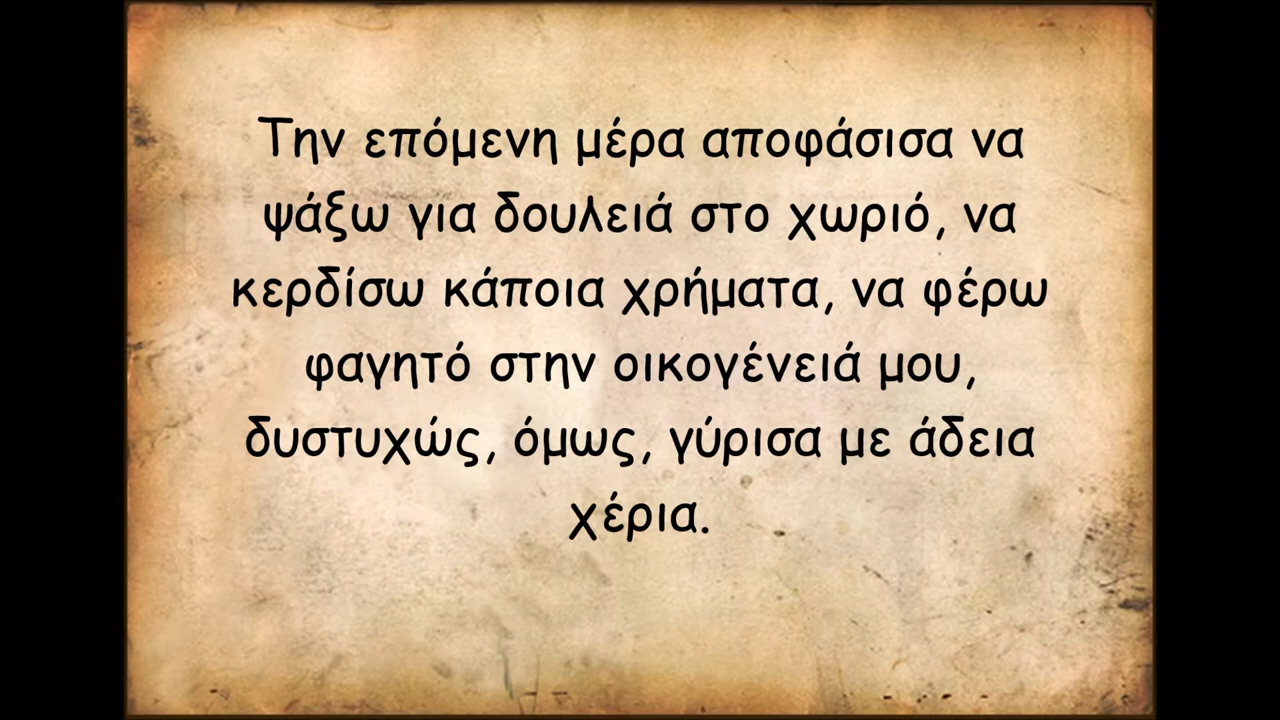 Την επόμενη μέρα αποφάσισα να
ψάξω για δουλειά στο χωριό, να
κερδίσω κάποια χρήματα, να φέρω
φαγητό στην οικογένειά μου,
δυστυχώς, όμως, γύρισα με άδεια
χέρια.